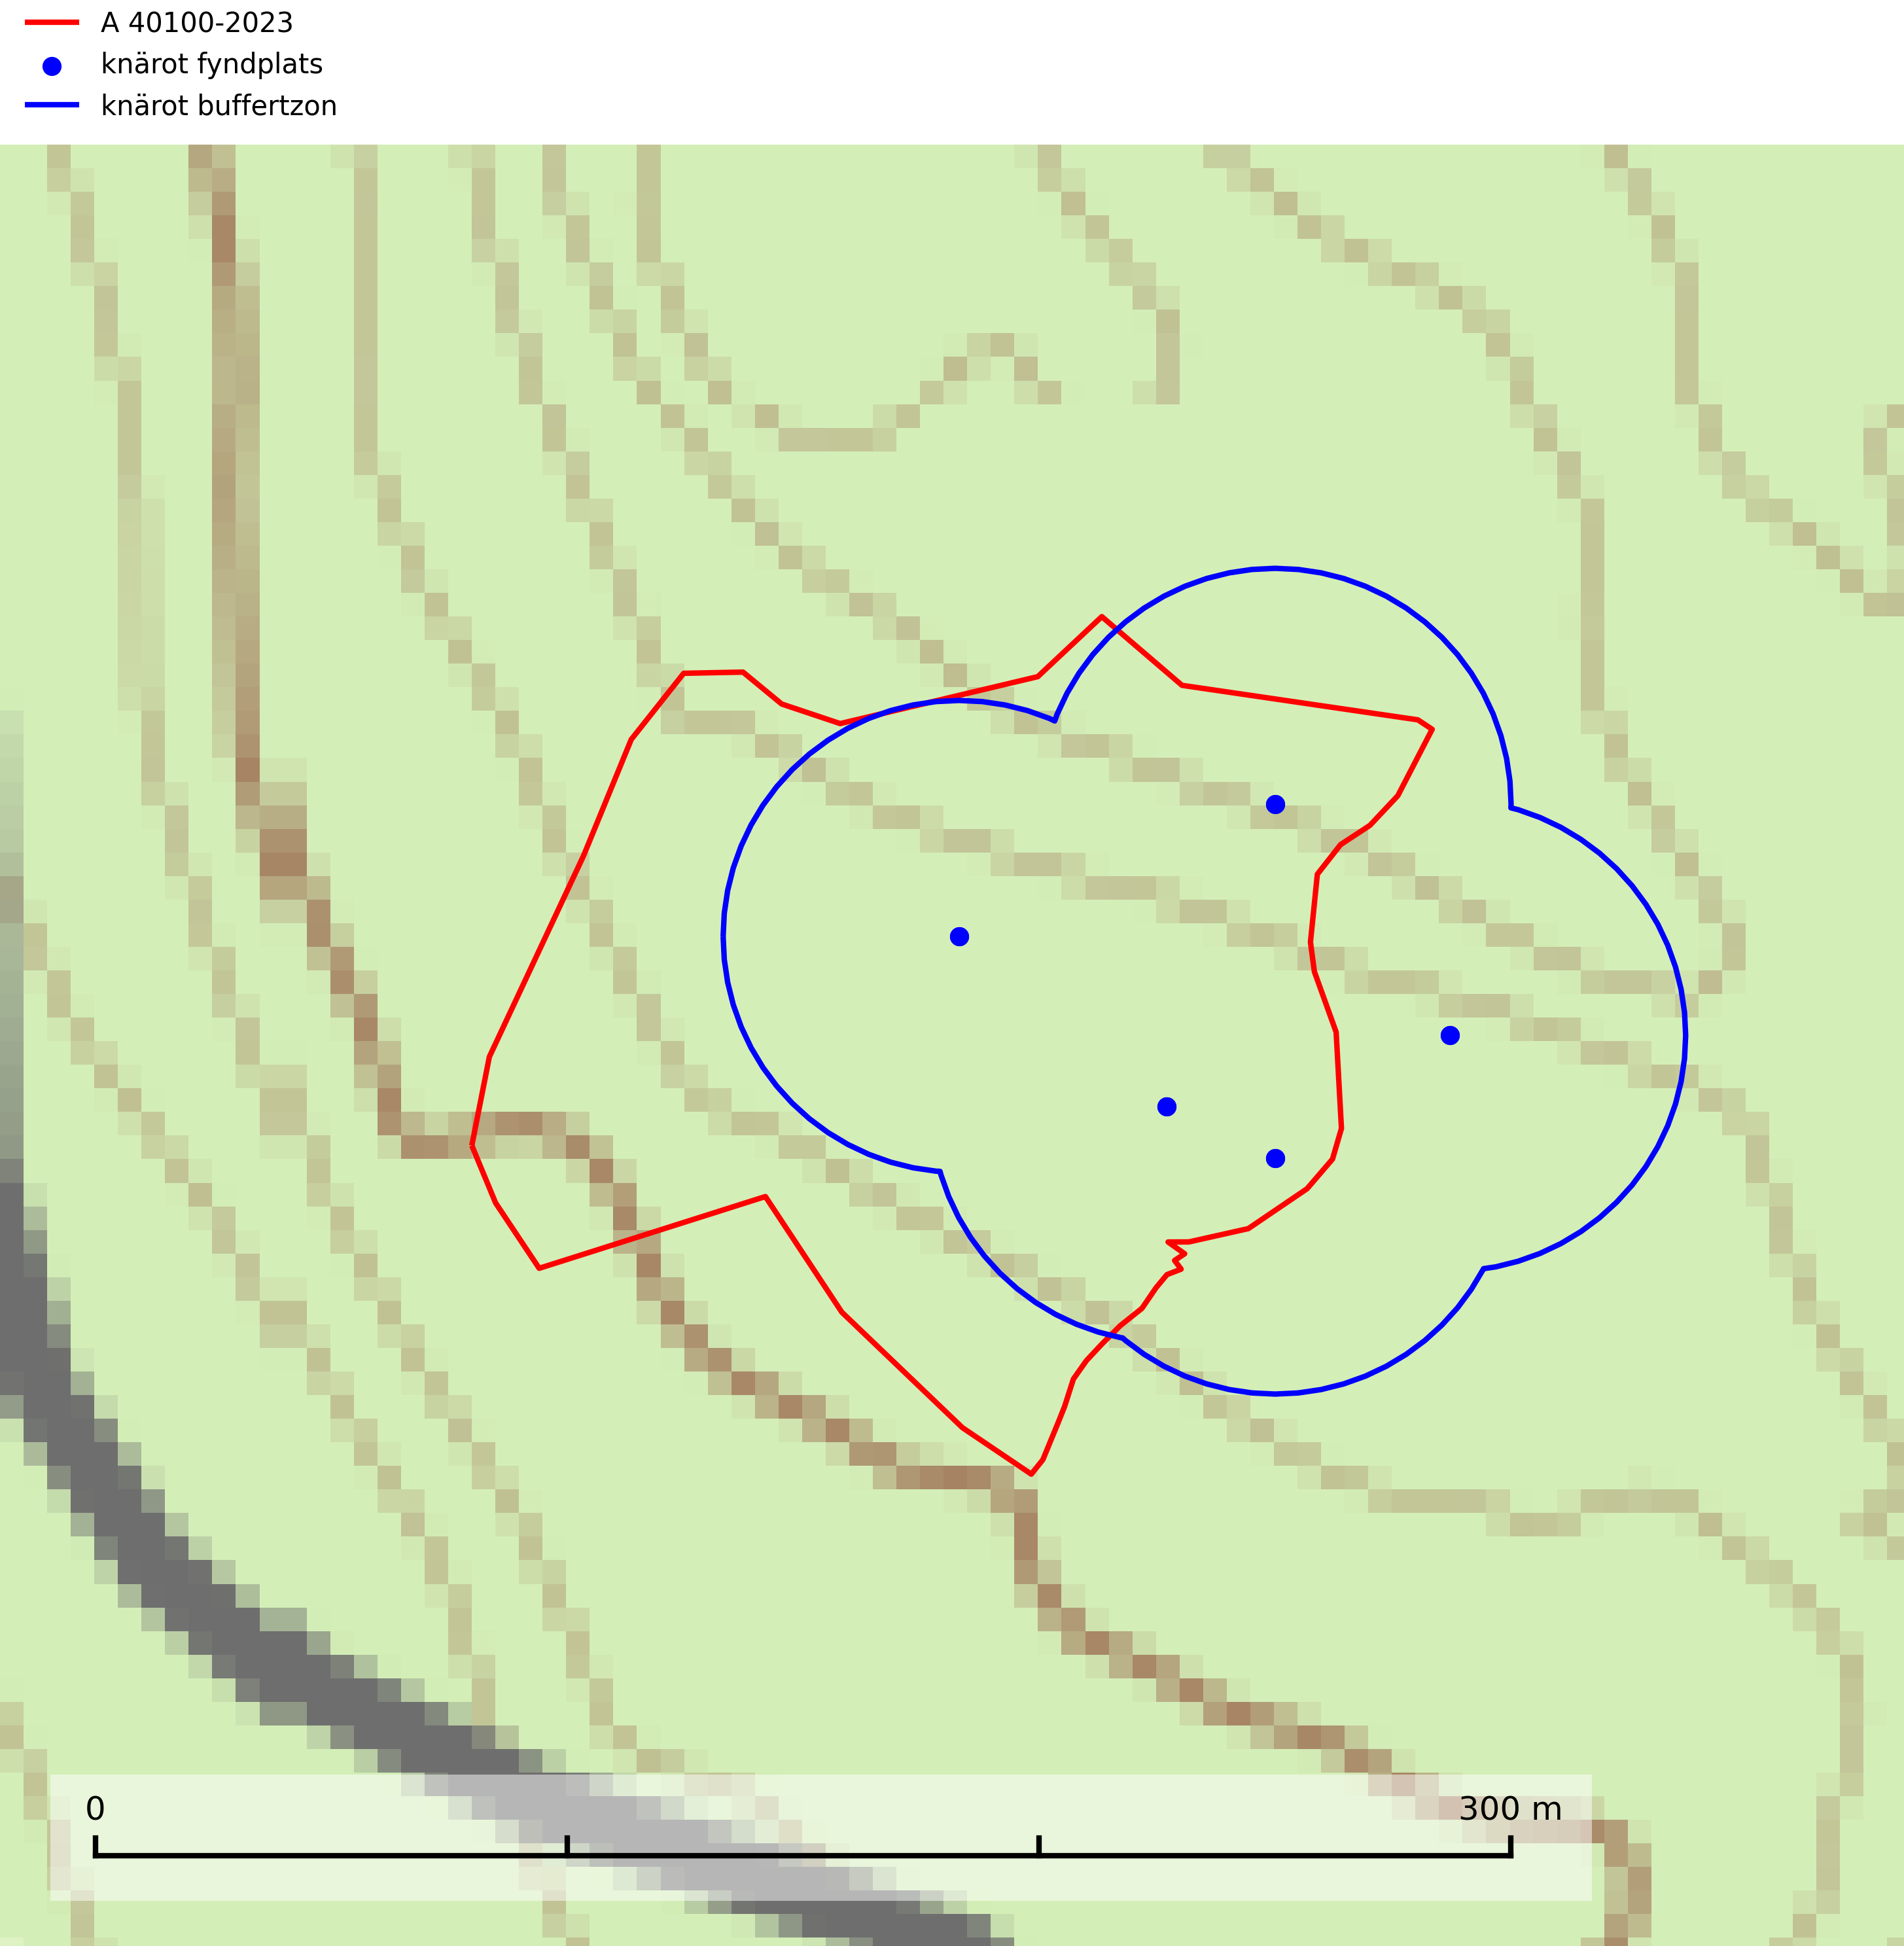 A 40100-2023
knärot fyndplats
knärot buffertzon
0
300 m